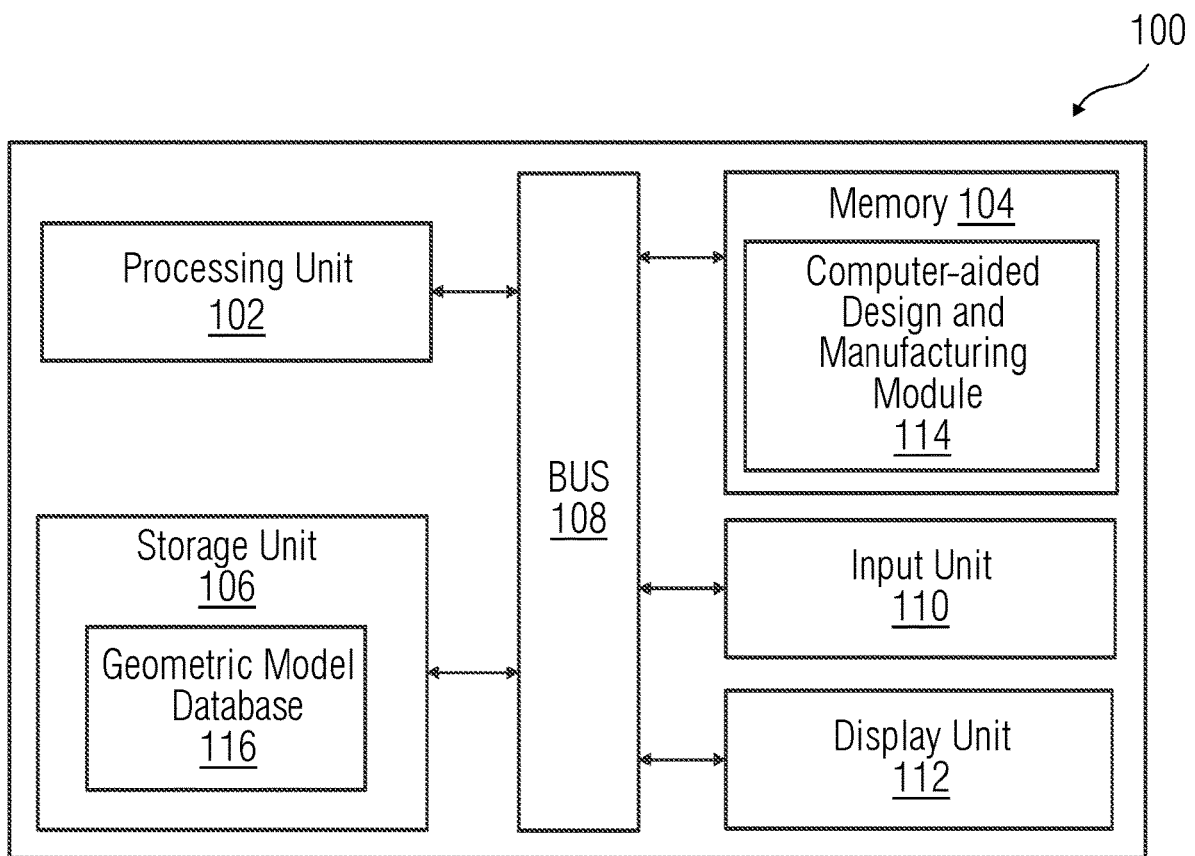 100
Processing Unit
102
Storage Unit
106
Geometric Model
Database
116
BUS
108
Memory 104
Computer-aided
Design and
Manufacturing
Module
114
Input Unit
110
Display Unit
112